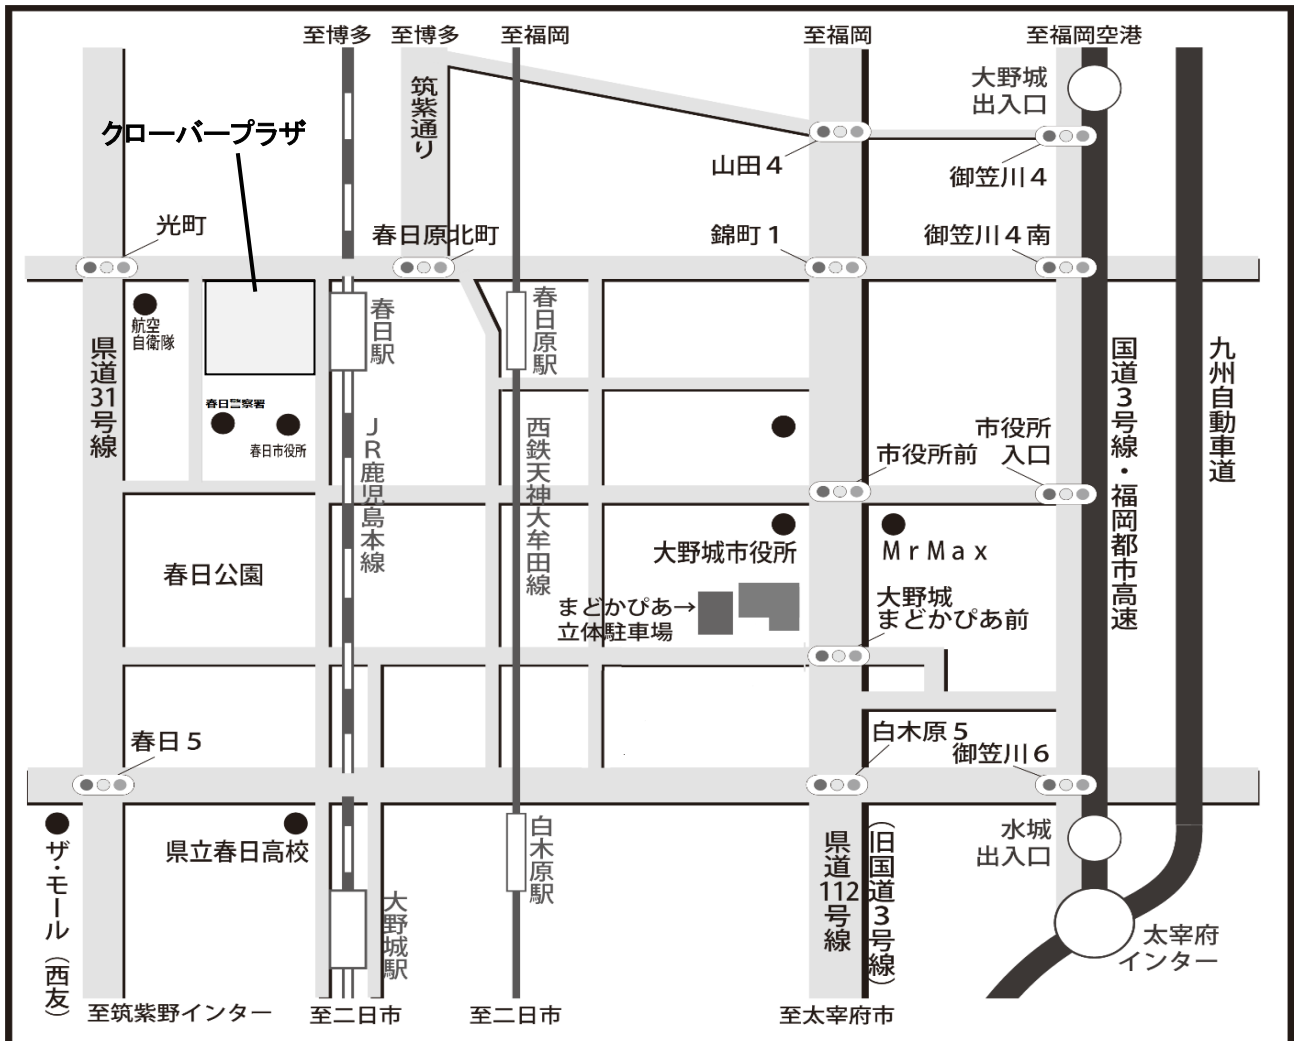 至博多
至博多
至福岡
至福岡
至福岡空港
大野城
出入口
筑紫通り
クローバープラザ
山田4
御笠川4
光町
春日原北町
錦町1
御笠川4南
航空
自衛隊
春日駅
春日原駅
県道31号線
国道3号線・福岡都市高速
九州自動車道
春日警察署
春日市役所
JR鹿児島本線
西鉄天神大牟田線
市役所前
市役所
入口
春日公園
大野城市役所
MrMax
まどかぴあ→
立体駐車場
大野城
まどかぴあ前
春日5
白木原5
御笠川6
ザ・モール(西友)
県立春日高校
白木原駅
県道112号線
(旧国道3号線)
水城
出入口
大野城駅
太宰府
インター
至筑紫野インター
至二日市
至二日市
至太宰府市